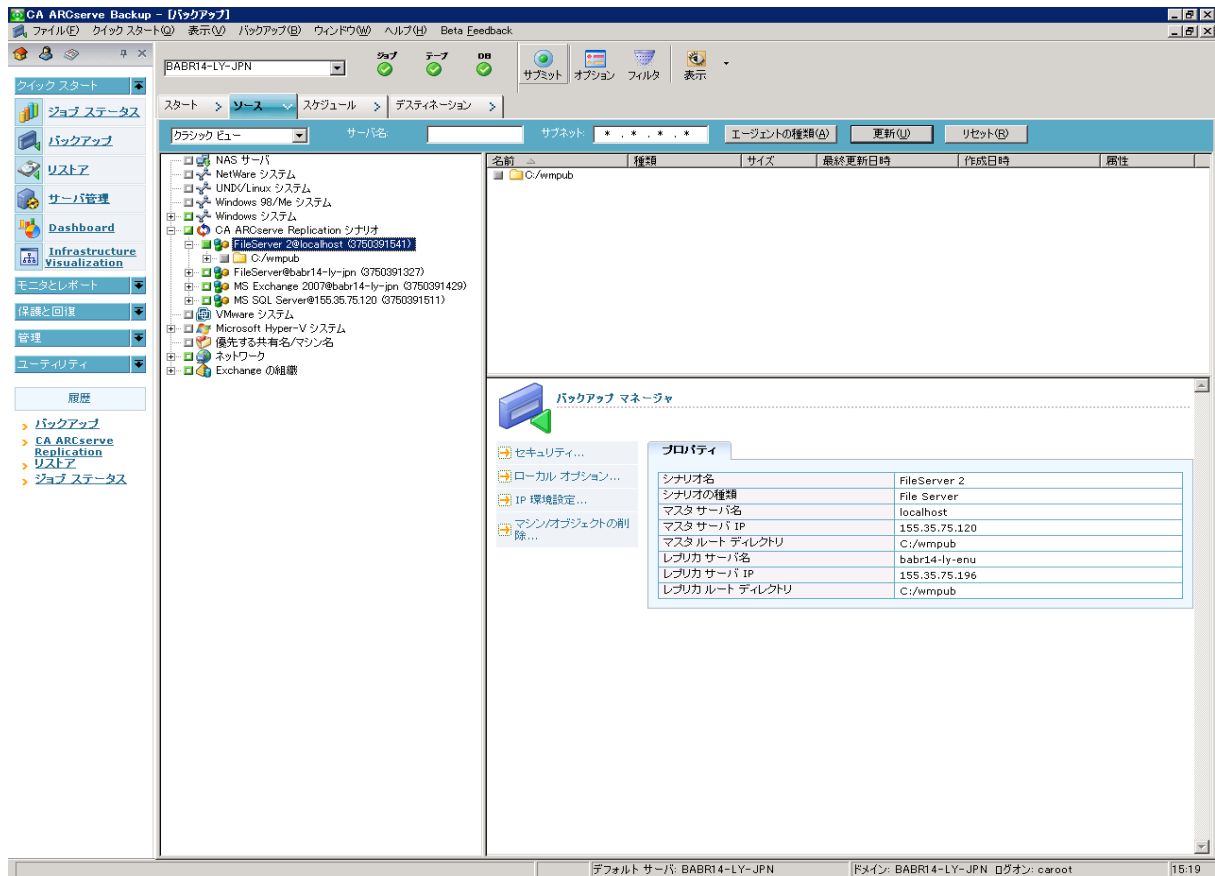 CA ARCserve Backup - [バックアップ]
ファイル(F) クイック スタート(Q) 表示(V) バックアップ(B) ウィンドウ(W) ヘルプ(H) Beta Feedback
BABR14-LY-JPN
ジョブ
テープ
DB
サブミット
オプション
フィルタ
表示
クイック スタート
ジョブ ステータス
バックアップ
リストア
サーバ管理
Dashboard
Infrastructure
Visualization
モニタとレポート
保護と回復
管理
ユーティリティ
履歴
バックアップ
CA ARCserve
Replication
リストア
ジョブ ステータス
スタート > ソース スケジュール > デスティネーション >
クラシック ビュー
サーバ名:
サブネット: * . * . * . *
エージェントの種類(A)
更新(U)
リセット(R)
NAS サーバ
NetWare システム
UNIX/Linux システム
Windows 98/Me システム
Windows システム
CA ARCserve Replication シナリオ
FileServer 2@localhost (3750391541)
C:/wmpub
FileServer@babr14-ly-jpn (3750391327)
MS Exchange 2007@babr14-ly-jpn (3750391429)
MS SQL Server@155.35.75.120 (3750391511)
VMware システム
Microsoft Hyper-V システム
優先する共有名/マシン名
ネットワーク
Exchange の組織
名前 種類 サイズ 最終更新日時 作成日時 属性
C:/wmpub
バックアップ マネージャ
セキュリティ...
ローカル オプション...
IP 環境設定...
マシン/オブジェクトの削
除...
プロパティ
シナリオ名 FileServer 2
シナリオの種類 File Server
マスタ サーバ名 localhost
マスタ サーバ IP 155.35.75.120
マスタ ルート ディレクトリ C:/wmpub
レプリカ サーバ名 babr14-ly-enu
レプリカ サーバ IP 155.35.75.196
レプリカ ルート ディレクトリ C:/wmpub
デフォルト サーバ: BABR14-LY-JPN ドメイン: BABR14-LY-JPN ログオン: caroot 15:19